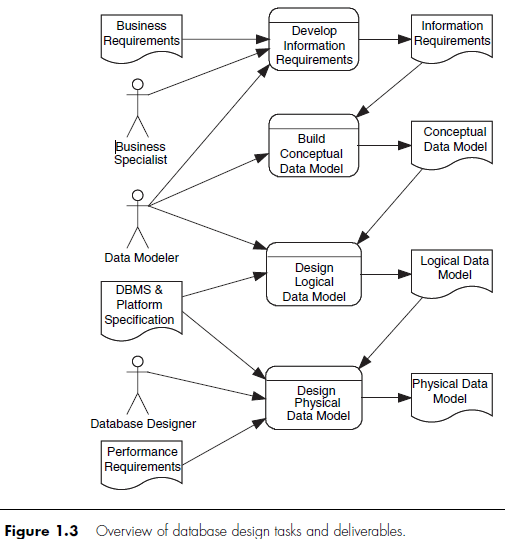 Business
Requirements
Develop
Information
Requirements
Information
Requirements
Business
Specialist
Build
Conceptual
Data Model
Conceptual
Data Model
Data Modeler
DBMS &
Platform
Specification
Design
Logical
Data Model
Logical Data
Model
Database Designer
Design
Physical
Data Model
Physical Data
Model
Performance
Requirements
Figure 1.3 Overview of database design tasks and deliverables.